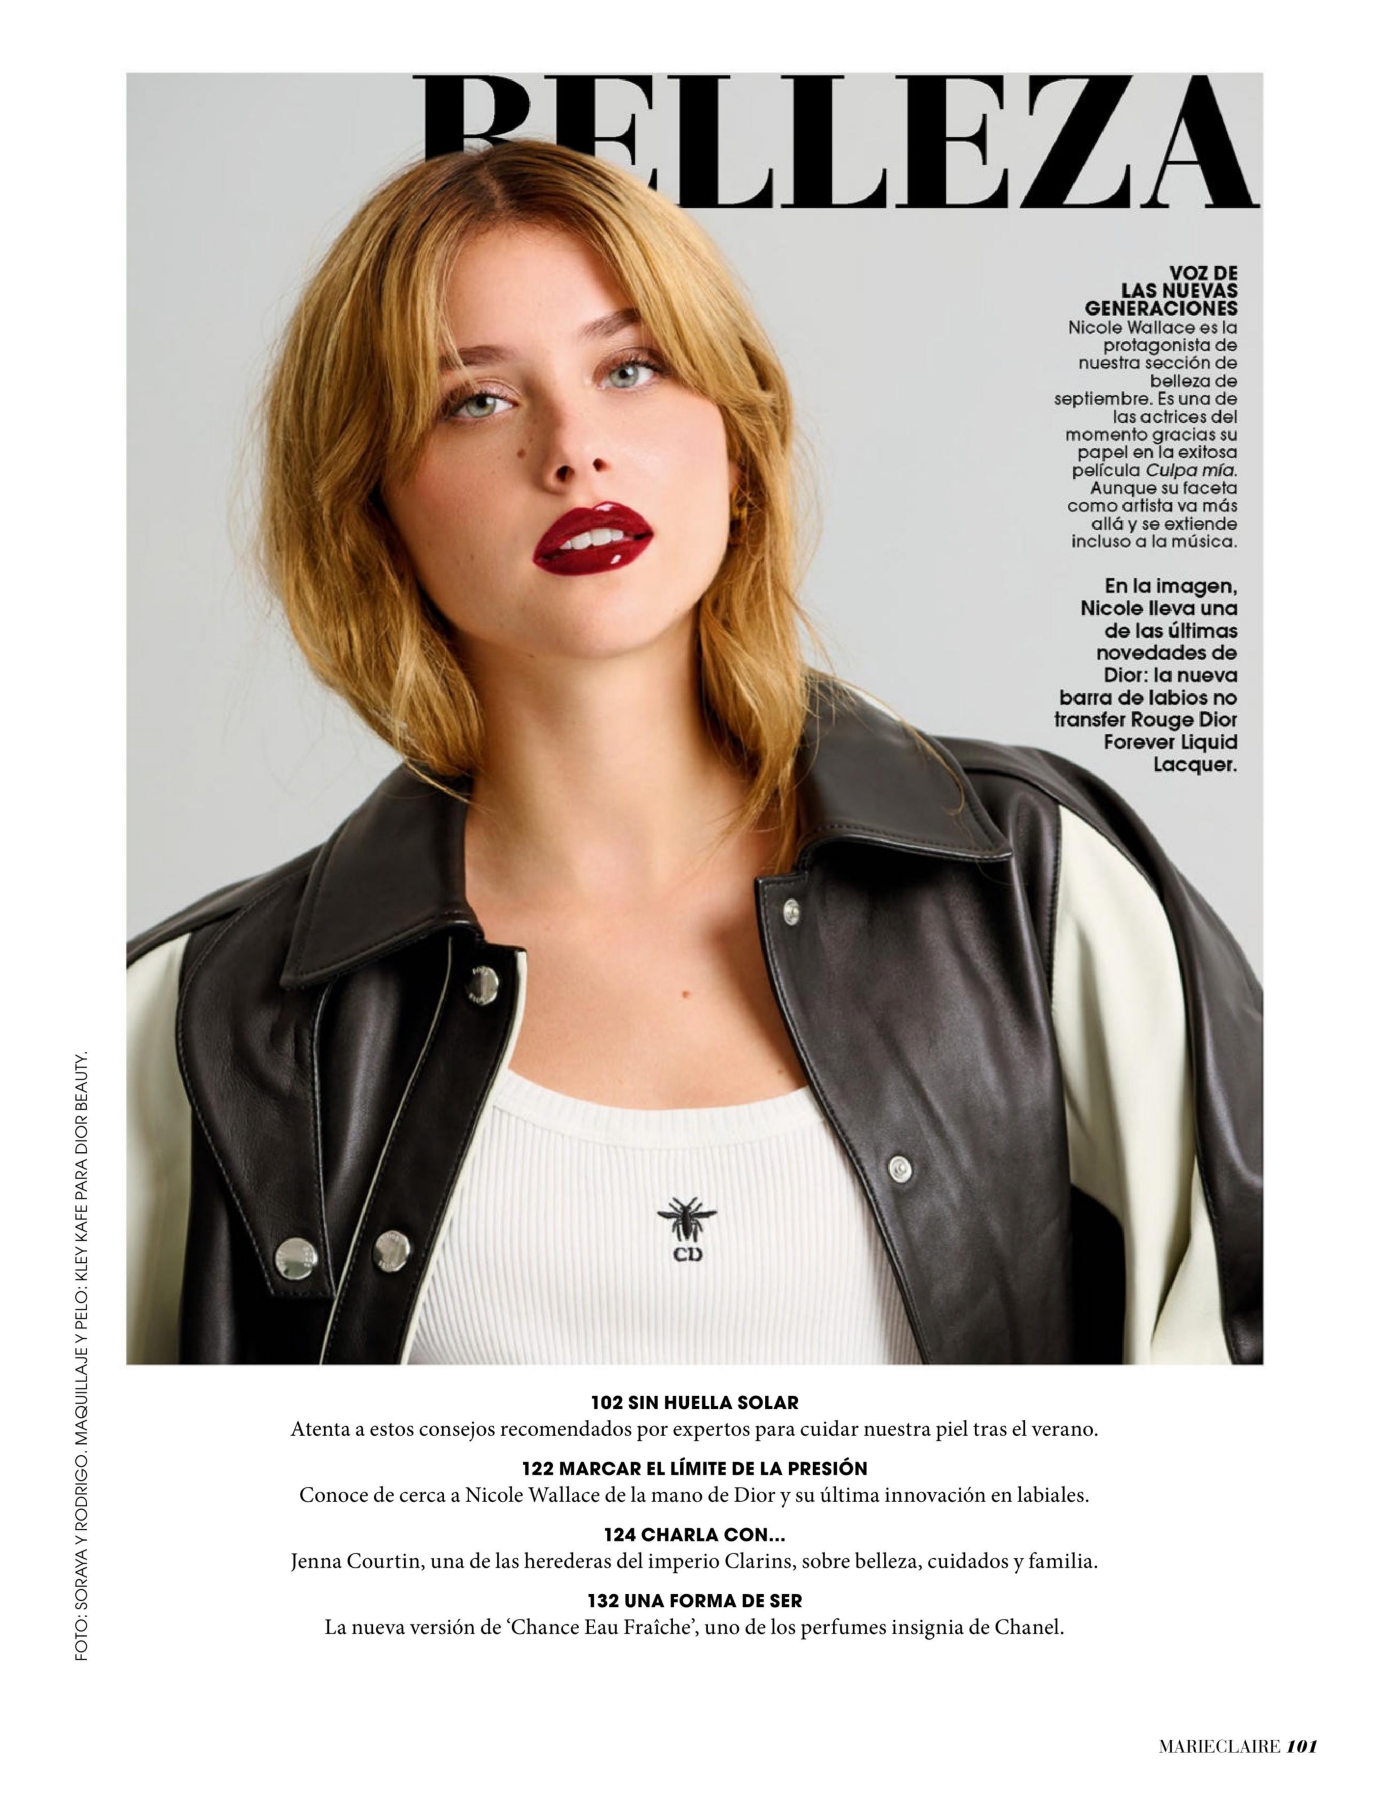 BELLEZA
VOZ DE
LAS NUEVAS
GENERACIONES
Nicole Wallace es la
protagonista de
nuestra sección de
belleza de
septiembre. Es una de
las actrices del
momento gracias su
papel en la exitosa
película Culpa mía.
Aunque su faceta
como artista va más
allá y se extiende
incluso a la música.
En la imagen,
Nicole lleva una
de las últimas
novedades de
Dior: la nueva
barra de labios no
transfer Rouge Dior
Forever Liquid
Lacquer.
CD
FOTO: SORAYA Y RODRIGO. MAQUILLAJE Y PELO: KLEY KAFE PARA DIOR BEAUTY.
102 SIN HUELLA SOLAR
Atenta a estos consejos recomendados por expertos para cuidar nuestra piel tras el verano.
122 MARCAR EL LÍMITE DE LA PRESIÓN
Conoce de cerca a Nicole Wallace de la mano de Dior y su última innovación en labiales.
124 CHARLA CON...
Jenna Courtin, una de las herederas del imperio Clarins, sobre belleza, cuidados y familia.
132 UNA FORMA DE SER
La nueva versión de ‘Chance Eau Fraîche’, uno de los perfumes insignia de Chanel.
MARIECLAIRE 101